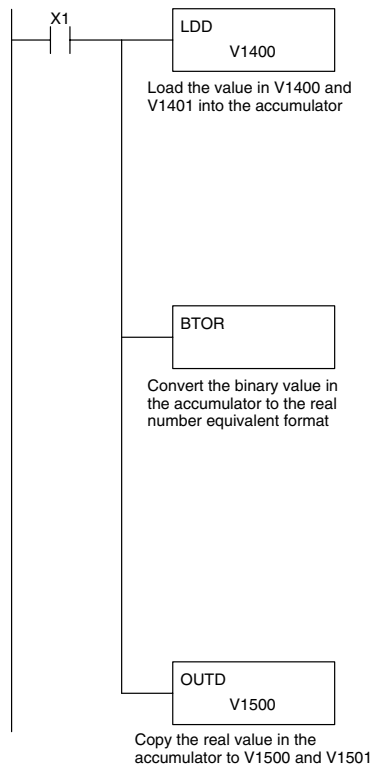 X1
LDD
V1400
Load the value in V1400 and
V1401 into the accumulator
BTOR
Convert the binary value in
the accumulator to the real
number equivalent format
OUTD
V1500
Copy the real value in the
accumulator to V1500 and V1501